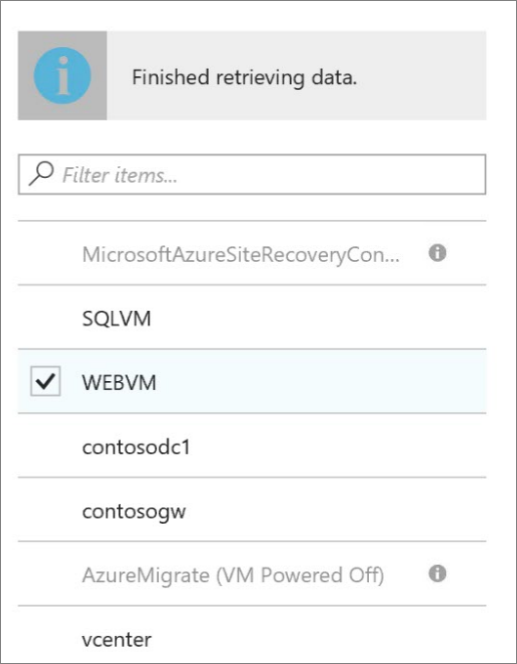 Finished retrieving data.
Filter items...
MicrosoftAzureSiteRecoveryCon...
SQLVM
WEBVM
contosodc1
contosogw
AzureMigrate (VM Powered Off)
vcenter